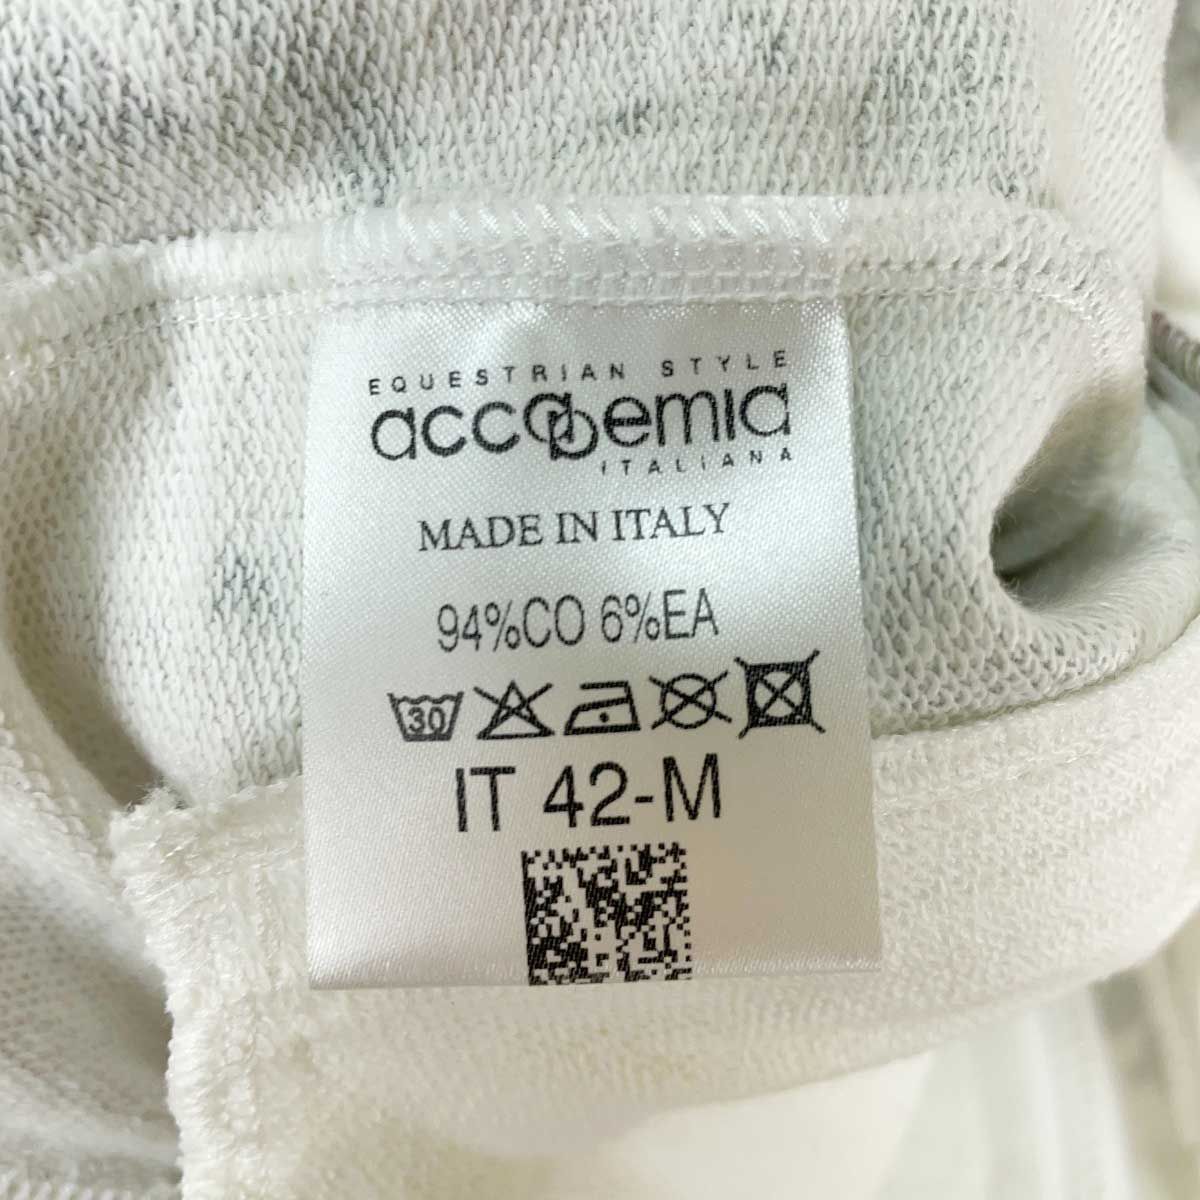 EQUESTRIAN STYLE
accademia
ITALIANA
MADE IN ITALY
94%CO 6%EA
30
IT 42-M